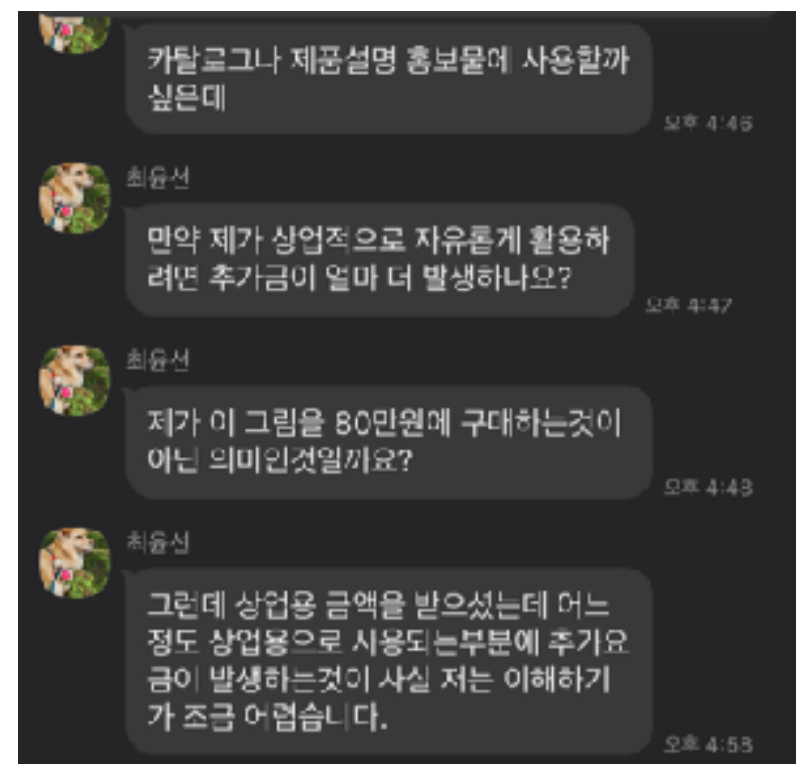 카탈로그나 제품설명 홍보물에 사용할까
싶은데
오후 4:46
최윤선
만약 제가 상업적으로 자유롭게 활용하
려면 추가금이 얼마 더 발생하나요?
오후 4:47
최윤선
제가 이 그림을 80만원에 구매하는것이
아닌 의미인것일까요?
오후 4:48
최윤선
그런데 상업용 금액을 받으셨는데 어느
정도 상업용으로 사용되는부분에 추가요
금이 발생하는것이 사실 저는 이해하기
가 조금 어렵습니다.
오후 4:58